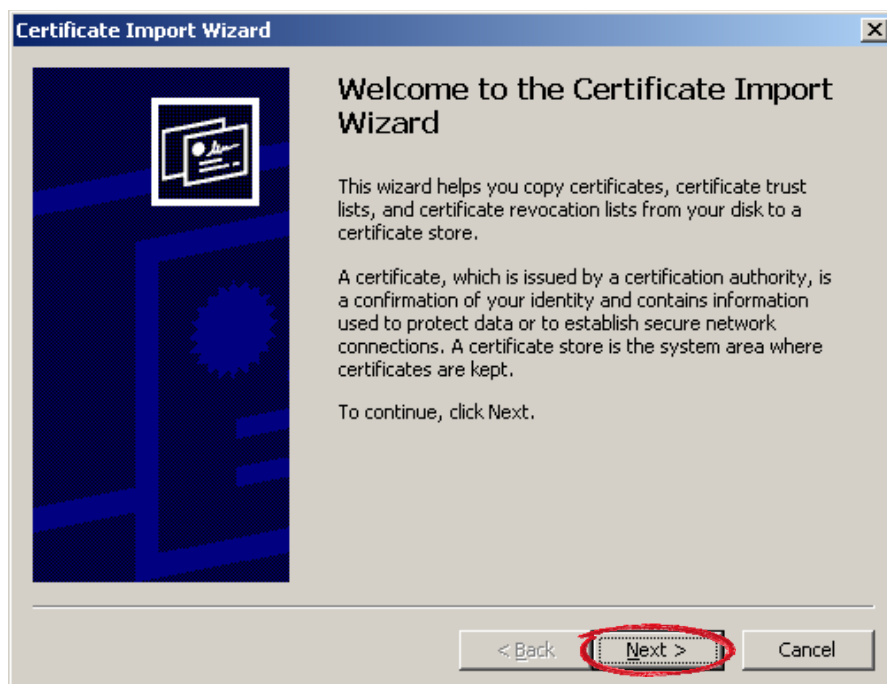 Certificate Import Wizard
Welcome to the Certificate Import
Wizard
This wizard helps you copy certificates, certificate trust
lists, and certificate revocation lists from your disk to a
certificate store.
A certificate, which is issued by a certification authority, is
a confirmation of your identity and contains information
used to protect data or to establish secure network
connections. A certificate store is the system area where
certificates are kept.
To continue, click Next.
< Back Next > Cancel